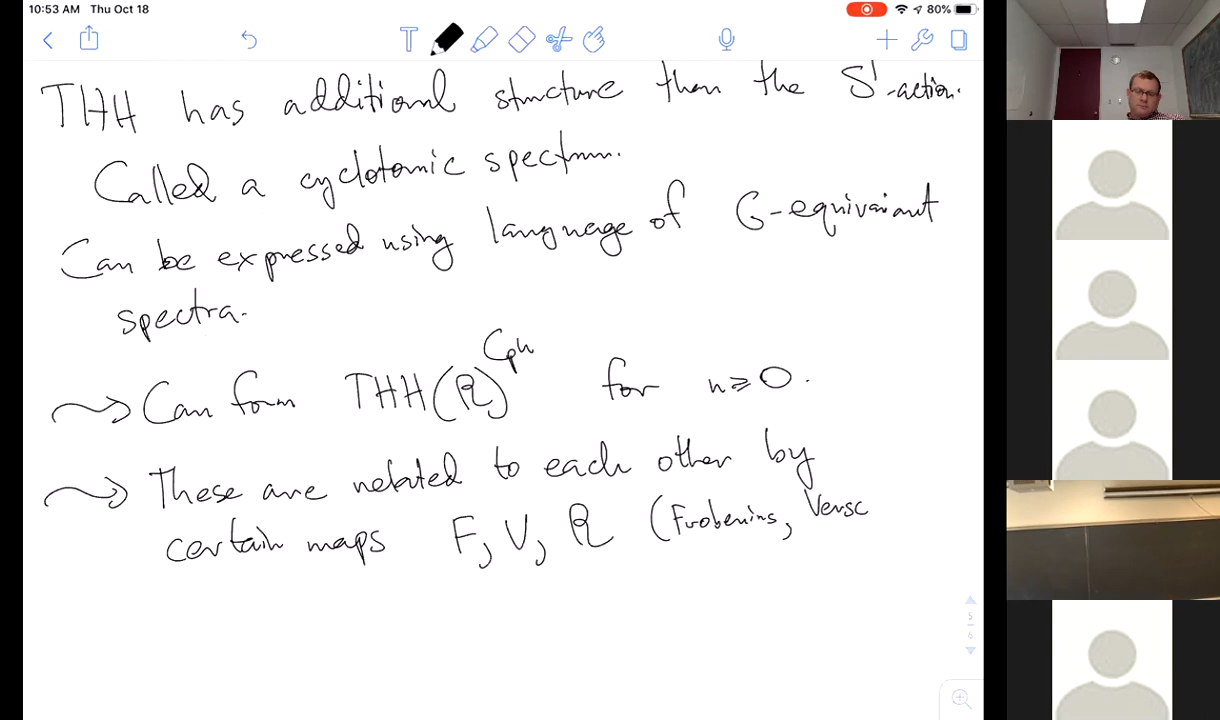 10:53 AM Thu Oct 18
80%
THH has additional structure than the S¹-action.
Called a cyclotomic spectrum.
Can be expressed using language of G-equivariant
spectra.
⇝ Can form THH(R)^{C_{p^n}} for n ≥ 0.
⇝ These are related to each other by
certain maps F, V, R (Frobenius, Versc
5
6